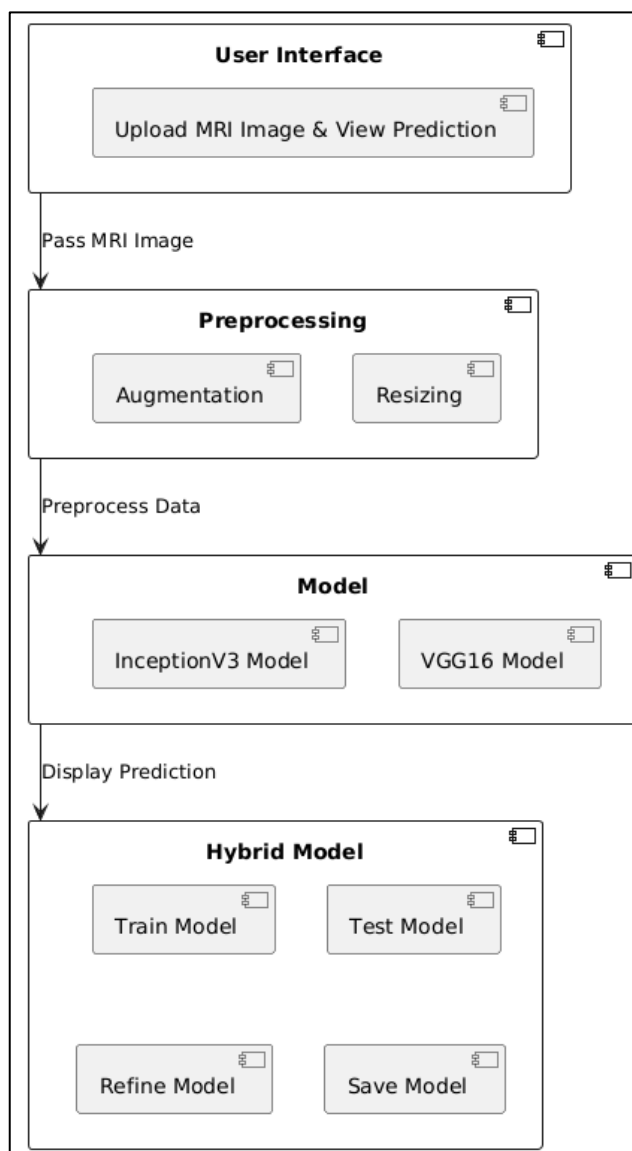 User Interface
Upload MRI Image & View Prediction
Pass MRI Image
Preprocessing
Augmentation
Resizing
Preprocess Data
Model
InceptionV3 Model
VGG16 Model
Display Prediction
Hybrid Model
Train Model
Test Model
Refine Model
Save Model